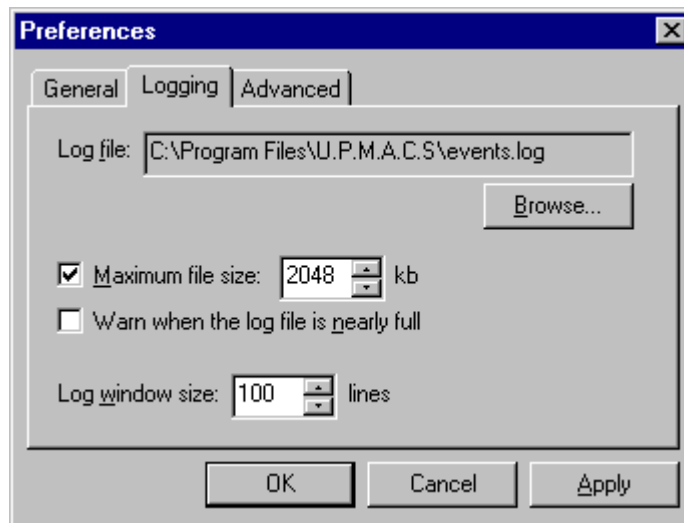 Preferences
General Logging Advanced
Log file: C:\Program Files\U.P.M.A.C.S\events.log
Browse...
Maximum file size: 2048 kb
Warn when the log file is nearly full
Log window size: 100 lines
OK Cancel Apply